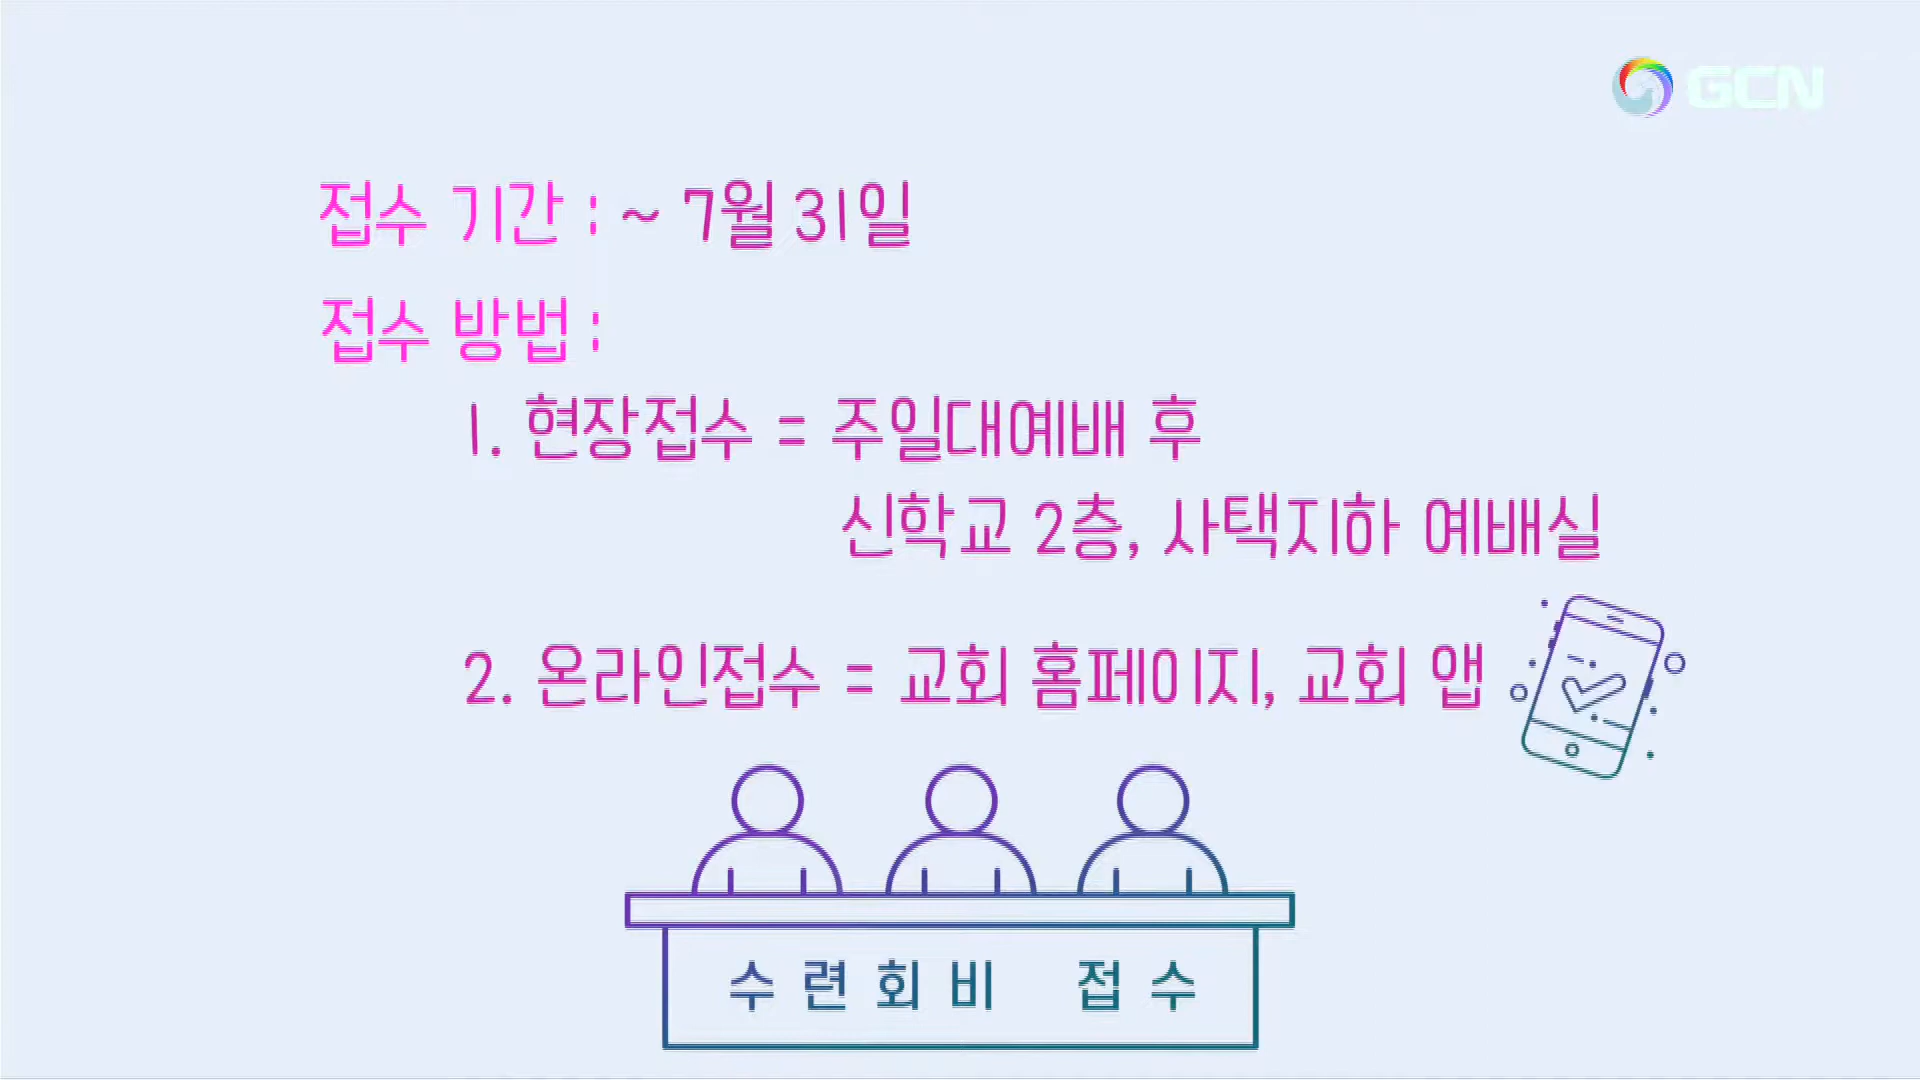 GCN
접수 기간 : ~ 7월 31일
접수 방법 :
1. 현장접수 = 주일대예배 후
신학교 2층, 사택지하 예배실
2. 온라인접수 = 교회 홈페이지, 교회 앱
수련회비 접수